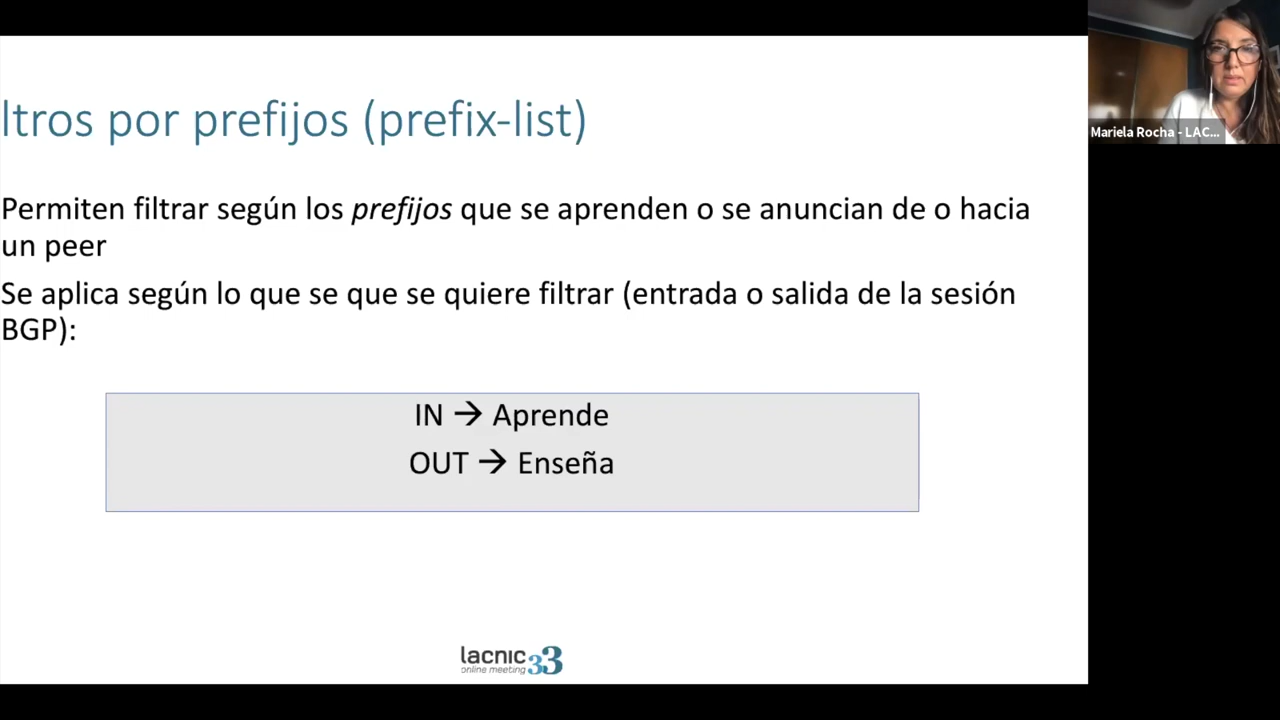 ltros por prefijos (prefix-list)
Permiten filtrar según los prefijos que se aprenden o se anuncian de o hacia
un peer
Se aplica según lo que se que se quiere filtrar (entrada o salida de la sesión
BGP):
IN → Aprende
OUT → Enseña
lacnic 33
online meeting
Mariela Rocha - LAC...